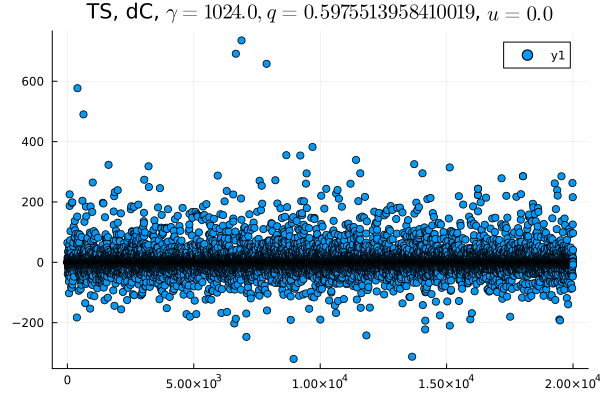 TS, dC, γ = 1024.0, q = 0.5975513958410019, u = 0.0
y1
600
400
200
0
−200
0 5.00×10³ 1.00×10⁴ 1.50×10⁴ 2.00×10⁴